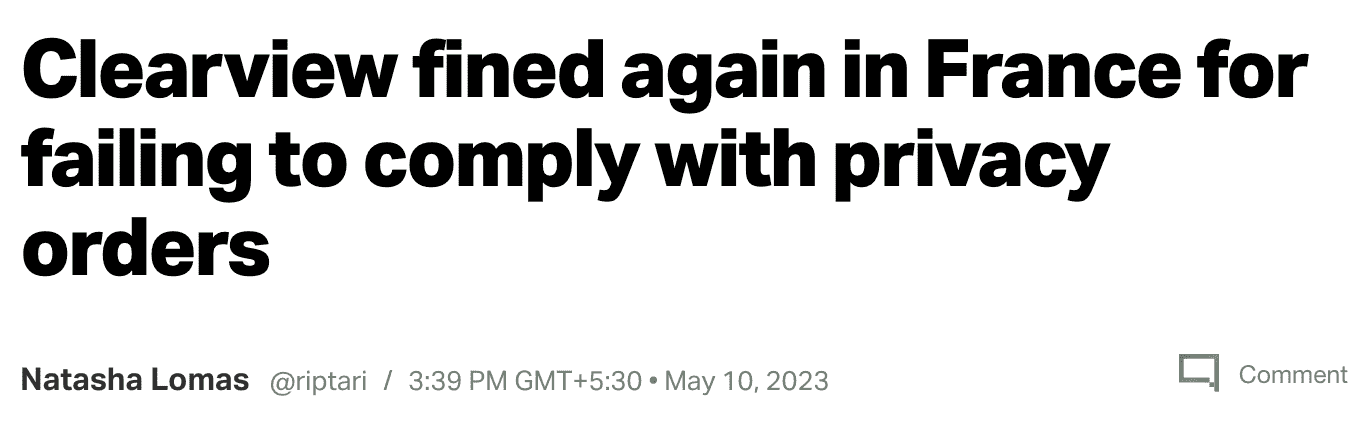 Clearview fined again in France for
failing to comply with privacy
orders
Natasha Lomas @riptari / 3:39 PM GMT+5:30 • May 10, 2023 Comment